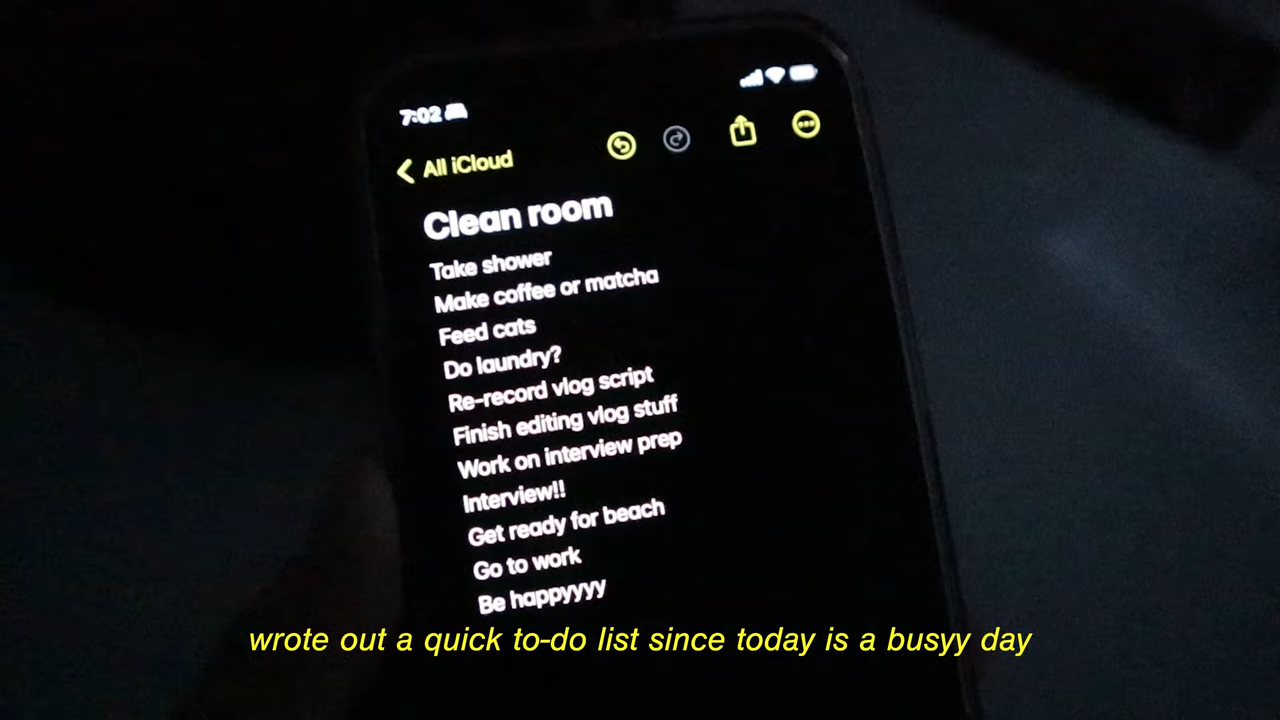 7:02
All iCloud
Clean room
Take shower
Make coffee or matcha
Feed cats
Do laundry?
Re-record vlog script
Finish editing vlog stuff
Work on interview prep
Interview!!
Get ready for beach
Go to work
Be happyyyy
wrote out a quick to-do list since today is a busyy day